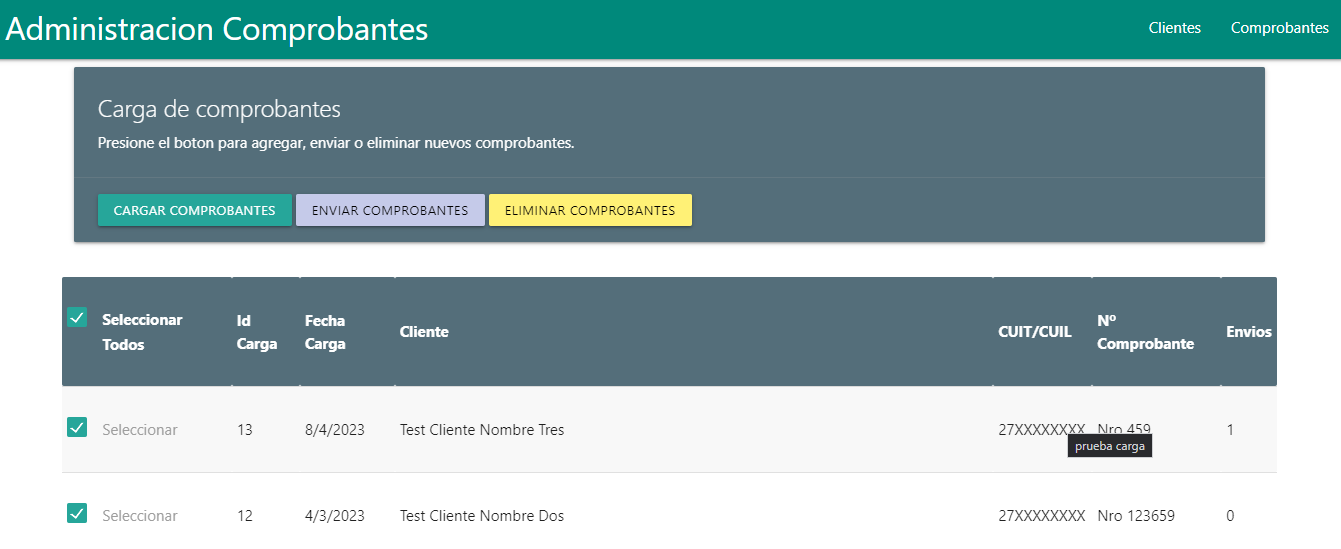 Administracion Comprobantes
Clientes
Comprobantes
Carga de comprobantes
Presione el boton para agregar, enviar o eliminar nuevos comprobantes.
CARGAR COMPROBANTES
ENVIAR COMPROBANTES
ELIMINAR COMPROBANTES
Seleccionar
Todos
Id
Carga
Fecha
Carga
Cliente
CUIT/CUIL
Nº
Comprobante
Envios
Seleccionar
13
8/4/2023
Test Cliente Nombre Tres
27XXXXXXXX
Nro 459
1
prueba carga
Seleccionar
12
4/3/2023
Test Cliente Nombre Dos
27XXXXXXXX
Nro 123659
0